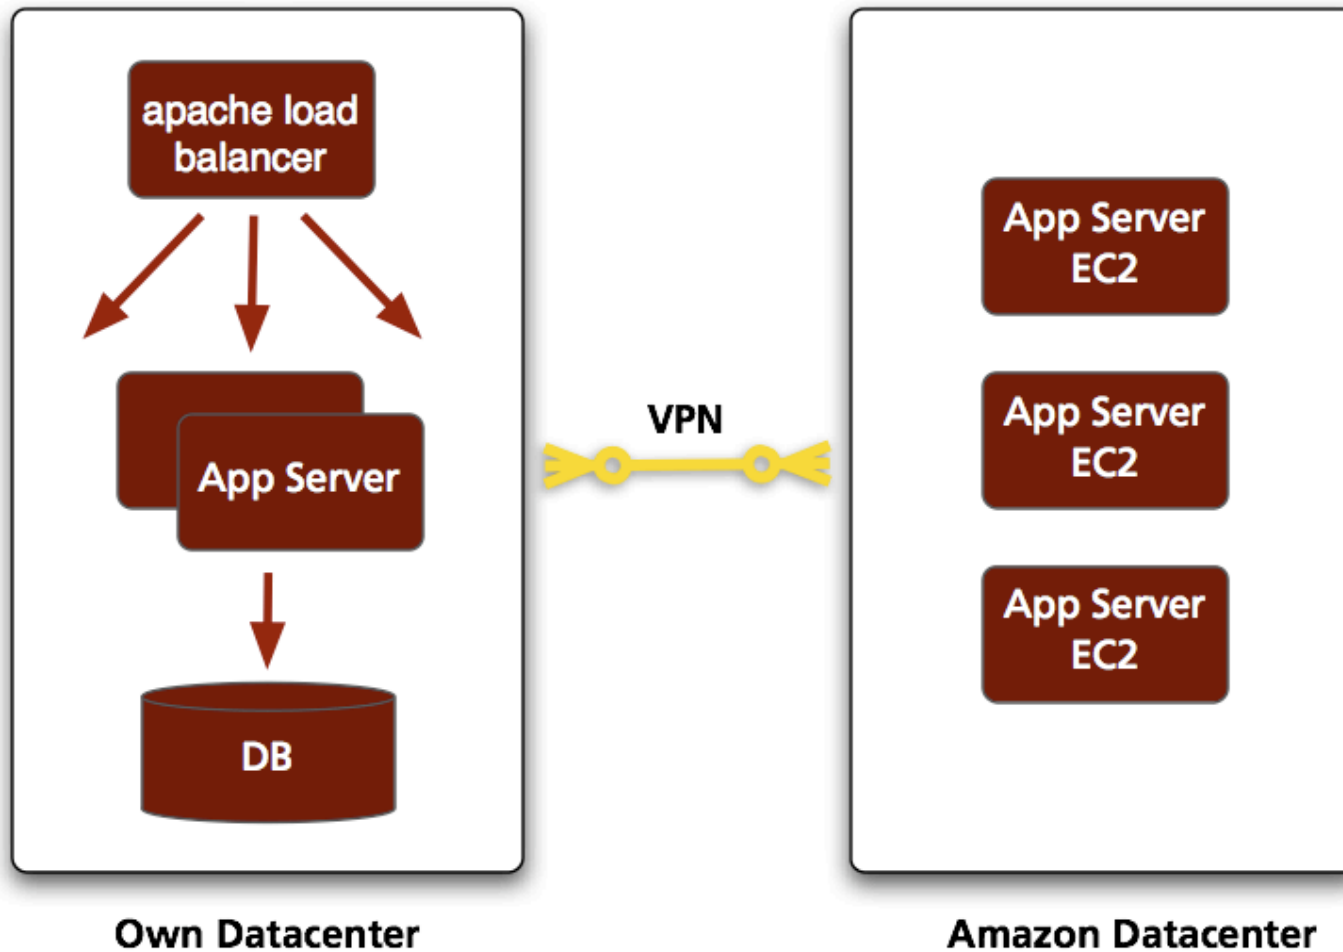 apache load
balancer
App Server
DB
Own Datacenter
VPN
App Server
EC2
App Server
EC2
App Server
EC2
Amazon Datacenter